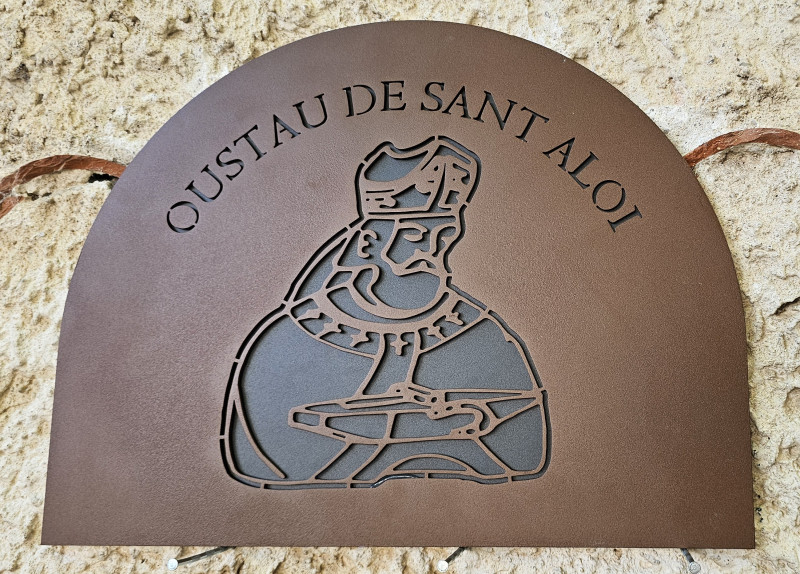 OUSTAU DE SANT ALOI